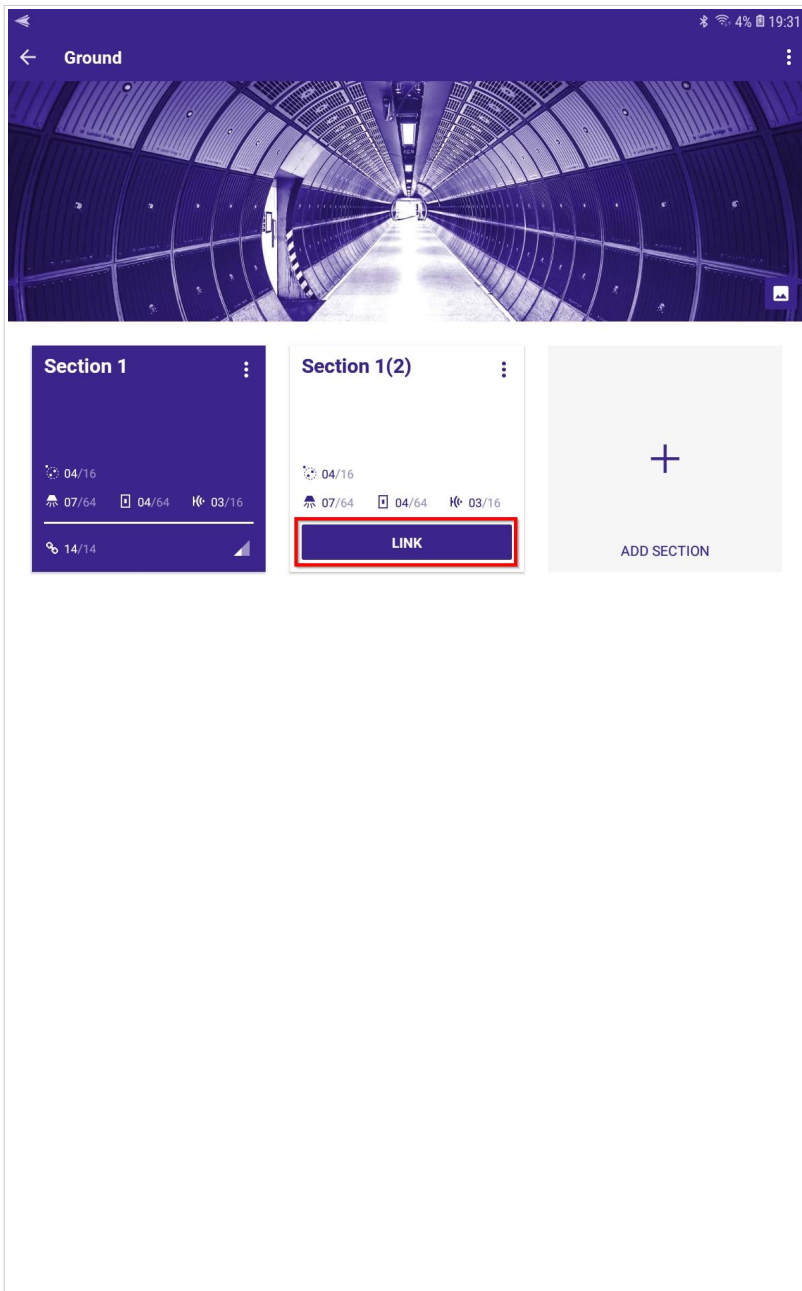 4% 19:31
Ground
Section 1
04/16
07/64 04/64 03/16
14/14
Section 1(2)
04/16
07/64 04/64 03/16
LINK
ADD SECTION